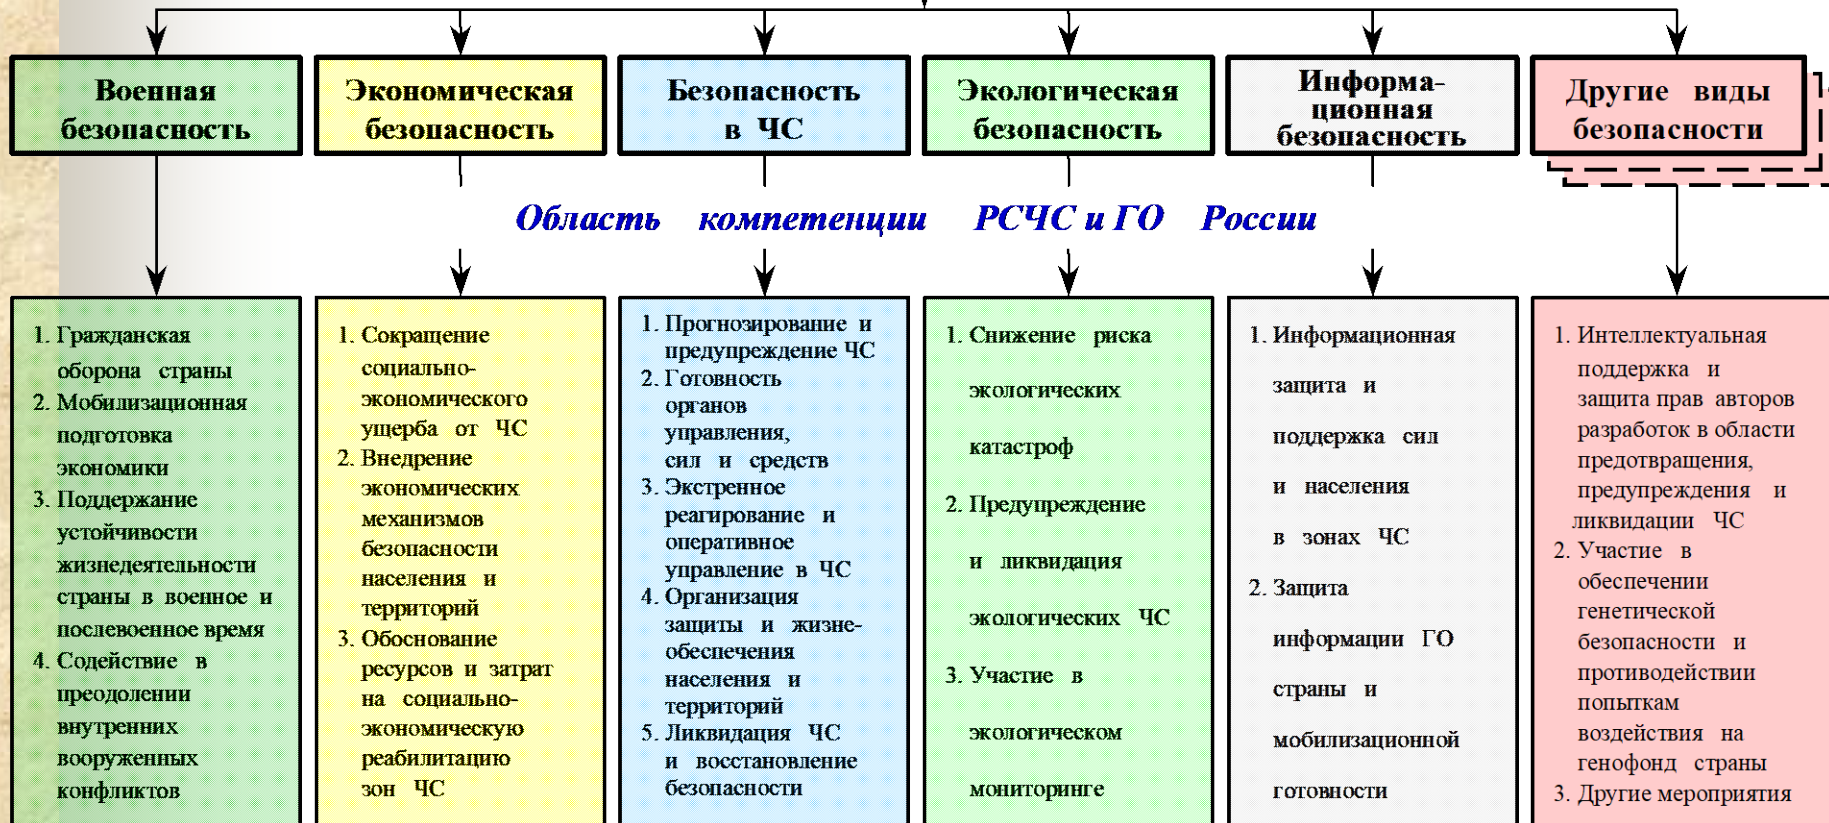 Военная
безопасность
Экономическая
безопасность
Безопасность
в ЧС
Экологическая
безопасность
Информа-
ционная
безопасность
Другие виды
безопасности
Область компетенции РСЧС и ГО России
1. Гражданская
оборона страны
2. Мобилизационная
подготовка
экономики
3. Поддержание
устойчивости
жизнедеятельности
страны в военное и
послевоенное время
4. Содействие в
преодолении
внутренних
вооруженных
конфликтов
1. Сокращение
социально-
экономического
ущерба от ЧС
2. Внедрение
экономических
механизмов
безопасности
населения и
территорий
3. Обоснование
ресурсов и затрат
на социально-
экономическую
реабилитацию
зон ЧС
1. Прогнозирование и
предупреждение ЧС
2. Готовность
органов
управления,
сил и средств
3. Экстренное
реагирование и
оперативное
управление в ЧС
4. Организация
защиты и жизне-
обеспечения
населения и
территорий
5. Ликвидация ЧС
и восстановление
безопасности
1. Снижение риска
экологических
катастроф
2. Предупреждение
и ликвидация
экологических ЧС
3. Участие в
экологическом
мониторинге
1. Информационная
защита и
поддержка сил
и населения
в зонах ЧС
2. Защита
информации ГО
страны и
мобилизационной
готовности
1. Интеллектуальная
поддержка и
защита прав авторов
разработок в области
предотвращения,
предупреждения и
ликвидации ЧС
2. Участие в
обеспечении
генетической
безопасности и
противодействии
попыткам
воздействия на
генофонд страны
3. Другие мероприятия